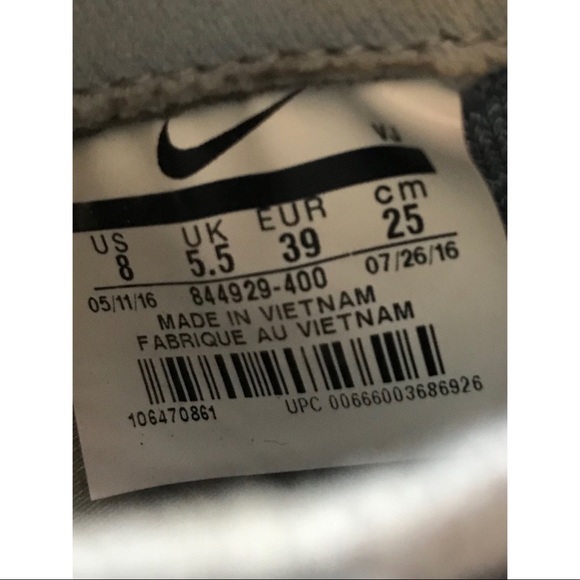 VJ
US UK EUR cm
8 5.5 39 25
05/11/16 844929-400 07/26/16
MADE IN VIETNAM
FABRIQUE AU VIETNAM
106470861 UPC 00666003686926